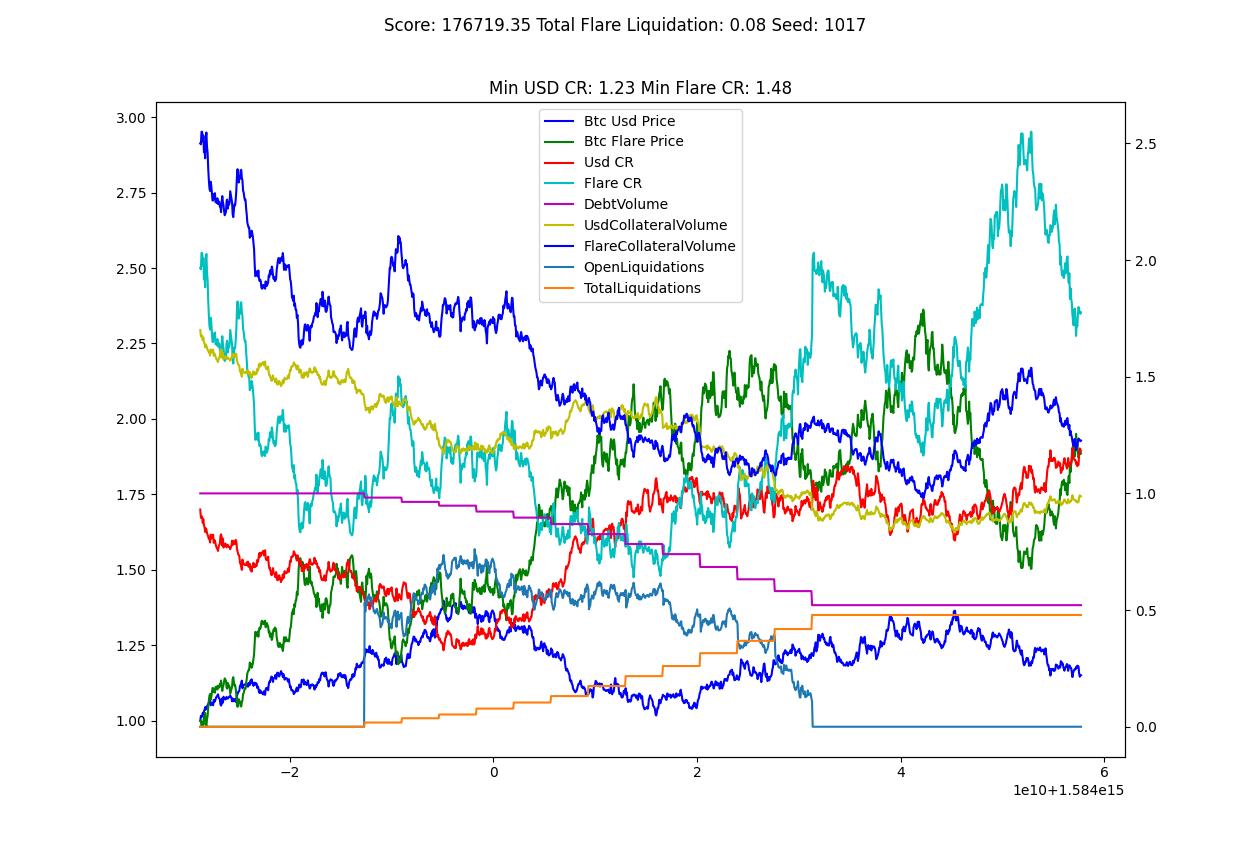 Score: 176719.35 Total Flare Liquidation: 0.08 Seed: 1017
Min USD CR: 1.23 Min Flare CR: 1.48
Btc Usd Price
Btc Flare Price
Usd CR
Flare CR
DebtVolume
UsdCollateralVolume
FlareCollateralVolume
OpenLiquidations
TotalLiquidations
3.00
2.75
2.50
2.25
2.00
1.75
1.50
1.25
1.00
2.5
2.0
1.5
1.0
0.5
0.0
−2 0 2 4 6
1e10+1.584e15